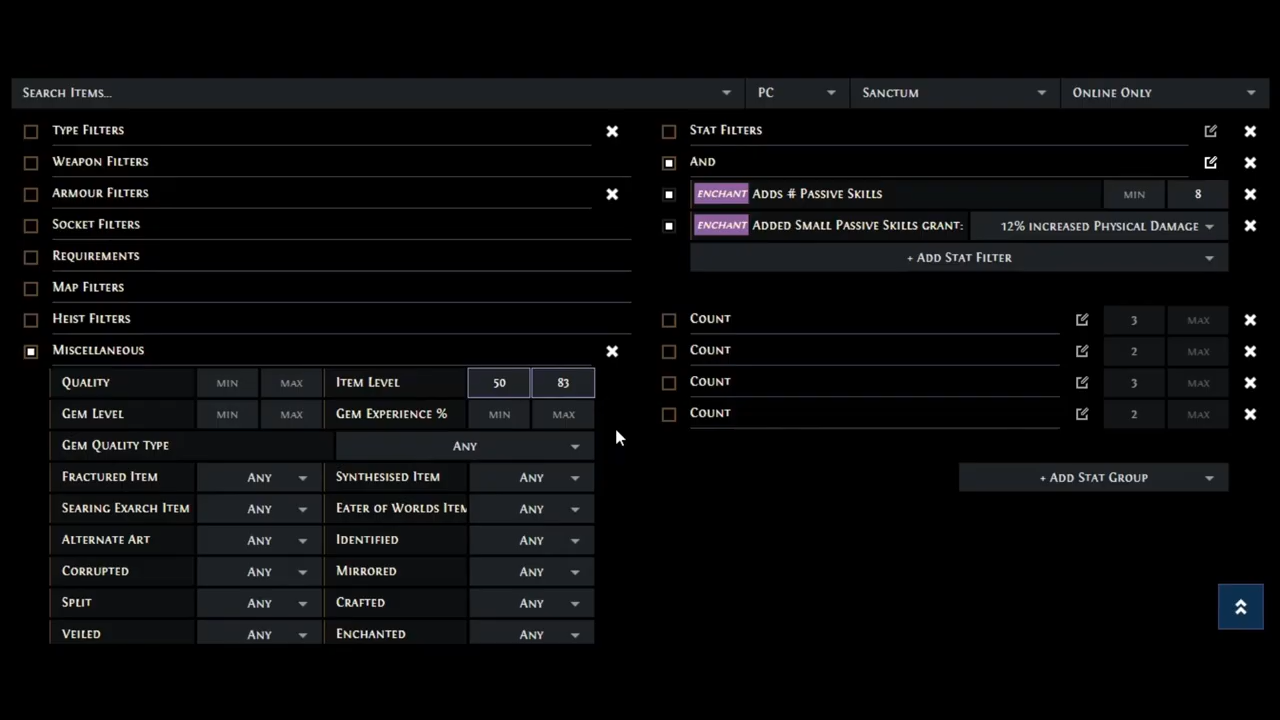 Search Items... PC Sanctum Online Only
Type Filters
Weapon Filters
Armour Filters
Socket Filters
Requirements
Map Filters
Heist Filters
Miscellaneous
Quality MIN MAX Item Level 50 83
Gem Level MIN MAX Gem Experience % MIN MAX
Gem Quality Type Any
Fractured Item Any Synthesised Item Any
Searing Exarch Item Any Eater of Worlds Item Any
Alternate Art Any Identified Any
Corrupted Any Mirrored Any
Split Any Crafted Any
Veiled Any Enchanted Any
Stat Filters
And
ENCHANT Adds # Passive Skills MIN 8
ENCHANT Added Small Passive Skills grant: 12% increased Physical Damage
+ Add Stat Filter
Count 3 MAX
Count 2 MAX
Count 3 MAX
Count 2 MAX
+ Add Stat Group